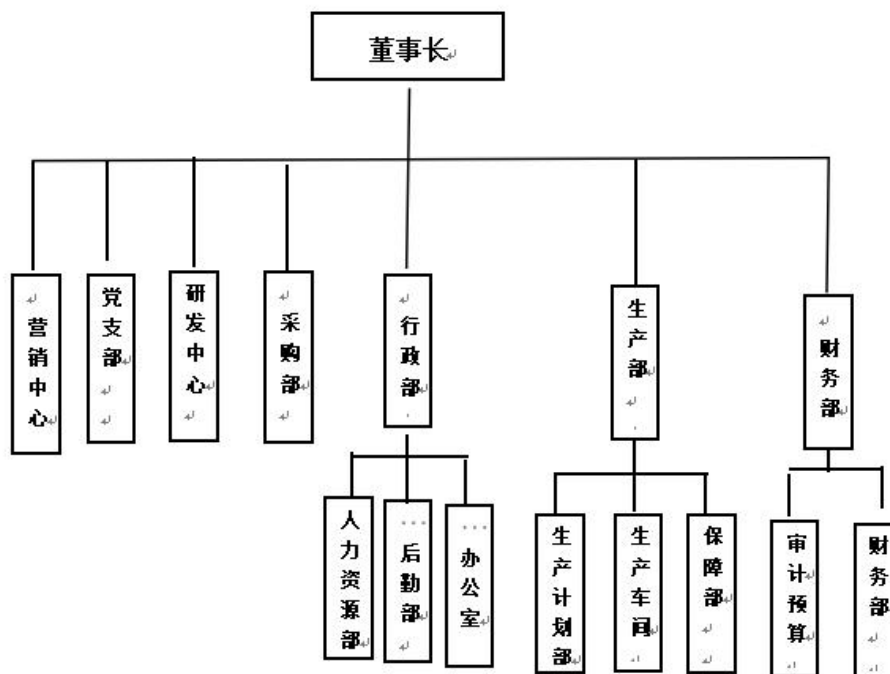 董事长
营销中心
党支部
研发中心
采购部
行政部
生产部
财务部
人力资源部
后勤部
办公室
生产计划部
生产车间
保障部
审计预算
财务部